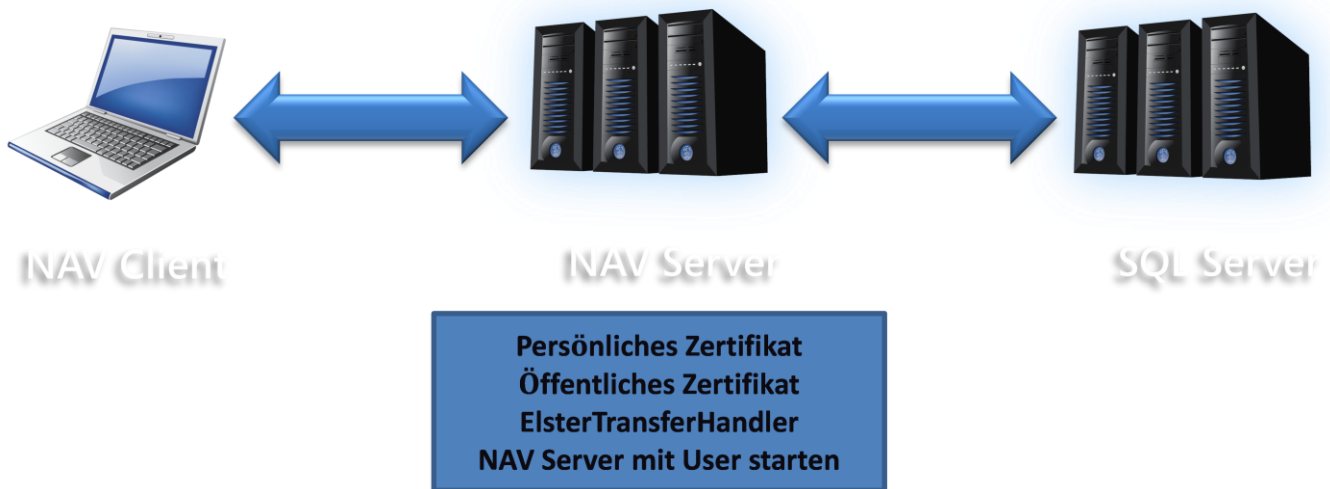 NAV Client
NAV Server
SQL Server
Persönliches Zertifikat
Öffentliches Zertifikat
ElsterTransferHandler
NAV Server mit User starten